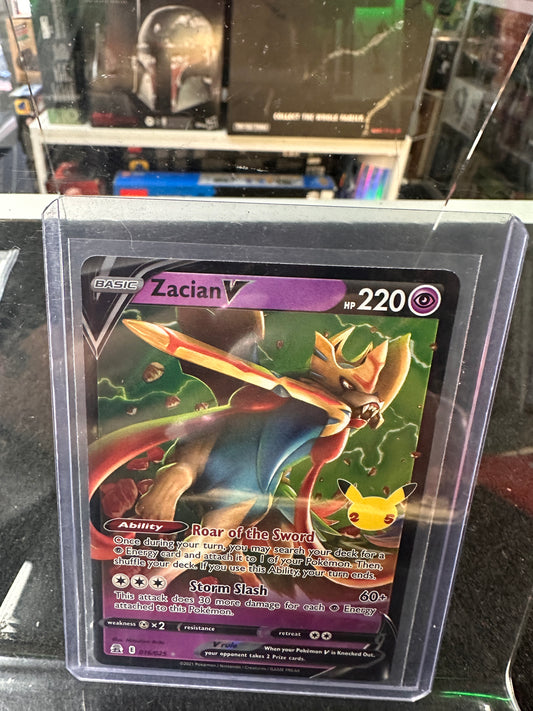 COLLECT THE WHOLE GALAXY
BASIC
Zacian V
HP 220
25
Ability
Roar of the Sword
Once during your turn, you may search your deck for a
Energy card and attach it to 1 of your Pokémon. Then,
shuffle your deck. If you use this Ability, your turn ends.
Storm Slash
60+
This attack does 30 more damage for each Energy
attached to this Pokémon.
weakness ×2
resistance
retreat
016/025
V rule
When your Pokémon V is Knocked Out,
your opponent takes 2 Prize cards.
©2021 Pokémon / Nintendo / Creatures / GAME FREAK